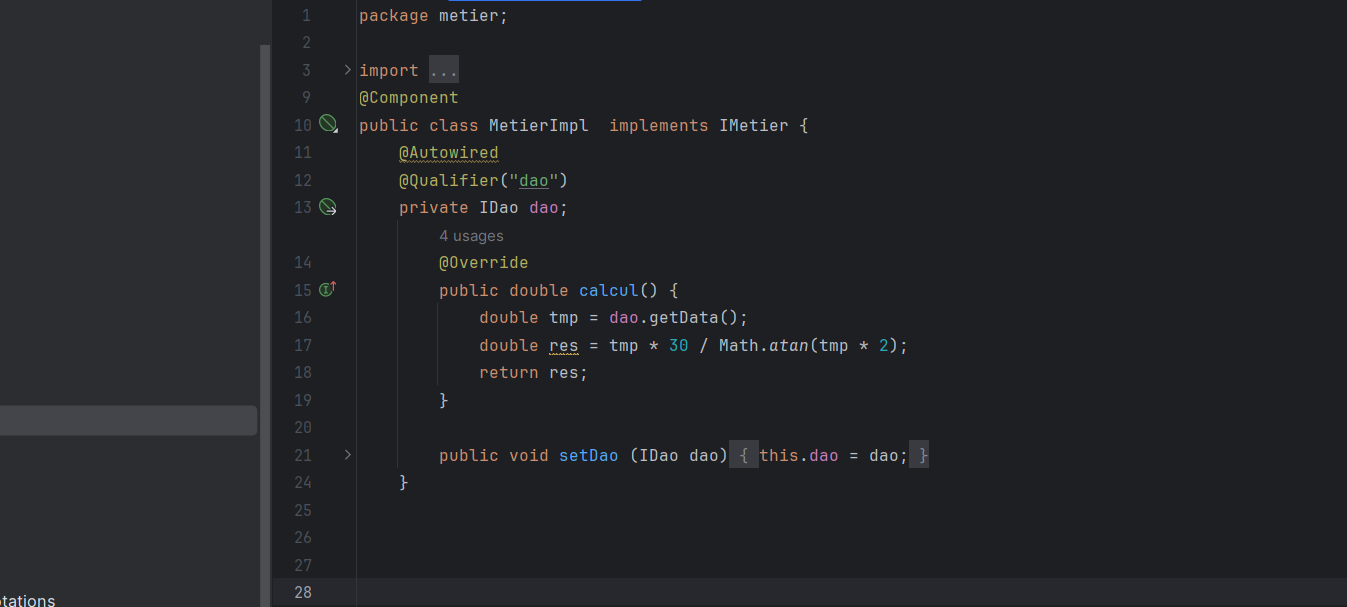 1 package metier;
2
3 import ...
9 @Component
10 public class MetierImpl  implements IMetier {
11     @Autowired
12     @Qualifier("dao")
13     private IDao dao;
4 usages
14         @Override
15         public double calcul() {
16             double tmp = dao.getData();
17             double res = tmp * 30 / Math.atan(tmp * 2);
18             return res;
19         }
20
21         public void setDao (IDao dao) { this.dao = dao; }
24     }
25
26
27
28
otations